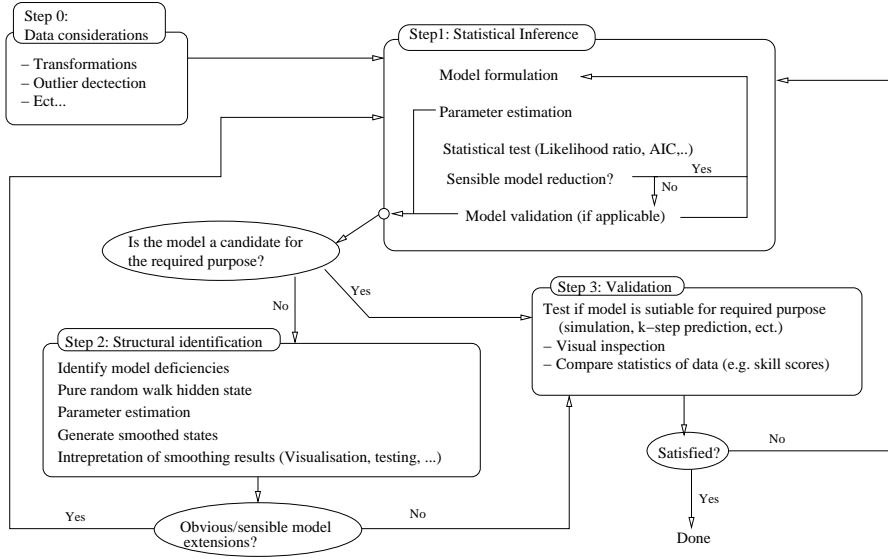 Step 0:
Data considerations
– Transformations
– Outlier dectection
– Ect...
Step1: Statistical Inference
Model formulation
Parameter estimation
Statistical test (Likelihood ratio, AIC,..)
Sensible model reduction?
Yes
No
Model validation (if applicable)
Is the model a candidate for
the required purpose?
No
Yes
Step 2: Structural identification
Identify model deficiencies
Pure random walk hidden state
Parameter estimation
Generate smoothed states
Intrepretation of smoothing results (Visualisation, testing, ...)
Obvious/sensible model
extensions?
Yes
No
Step 3: Validation
Test if model is sutiable for required purpose
(simulation, k–step prediction, ect.)
– Visual inspection
– Compare statistics of data (e.g. skill scores)
Satisfied?
No
Yes
Done